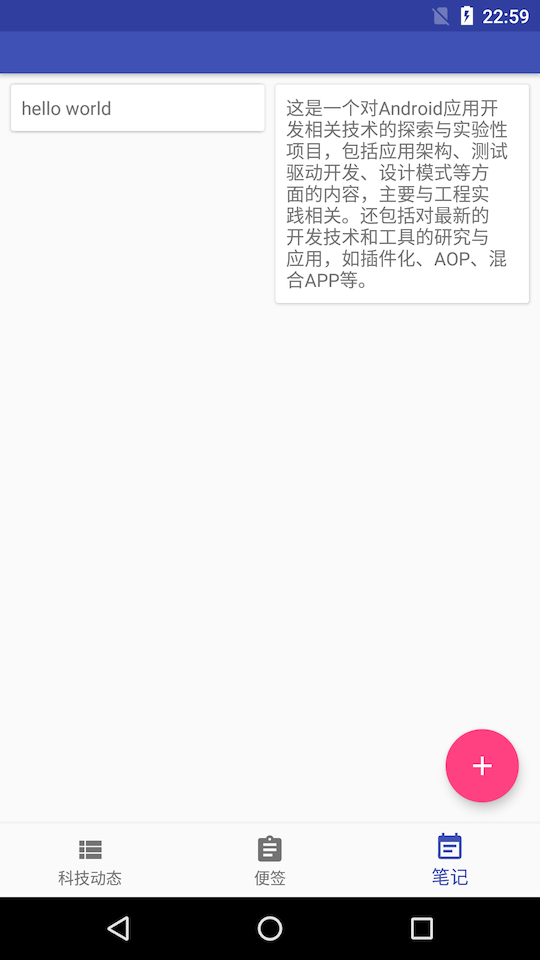 22:59
hello world
这是一个对Android应用开
发相关技术的探索与实验性
项目，包括应用架构、测试
驱动开发、设计模式等方
面的内容，主要与工程实
践相关。还包括对最新的
开发技术和工具的研究与
应用，如插件化、AOP、混
合APP等。
科技动态
便签
笔记